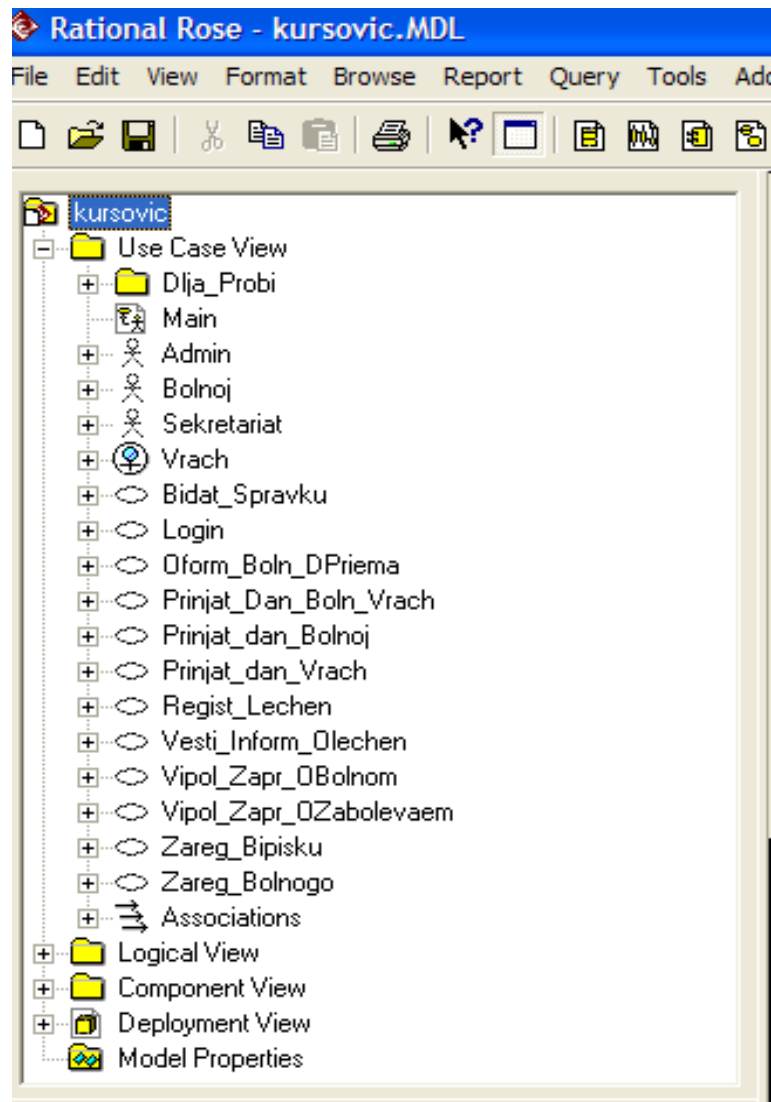 Rational Rose - kursovic.MDL
File Edit View Format Browse Report Query Tools Add
kursovic
Use Case View
Dlja_Probi
Main
Admin
Bolnoj
Sekretariat
Vrach
Bidat_Spravku
Login
Oform_Boln_DPriema
Prinjat_Dan_Boln_Vrach
Prinjat_dan_Bolnoj
Prinjat_dan_Vrach
Regist_Lechen
Vesti_Inform_Olechen
Vipol_Zapr_OBolnom
Vipol_Zapr_OZabolevaem
Zareg_Bipisku
Zareg_Bolnogo
Associations
Logical View
Component View
Deployment View
Model Properties